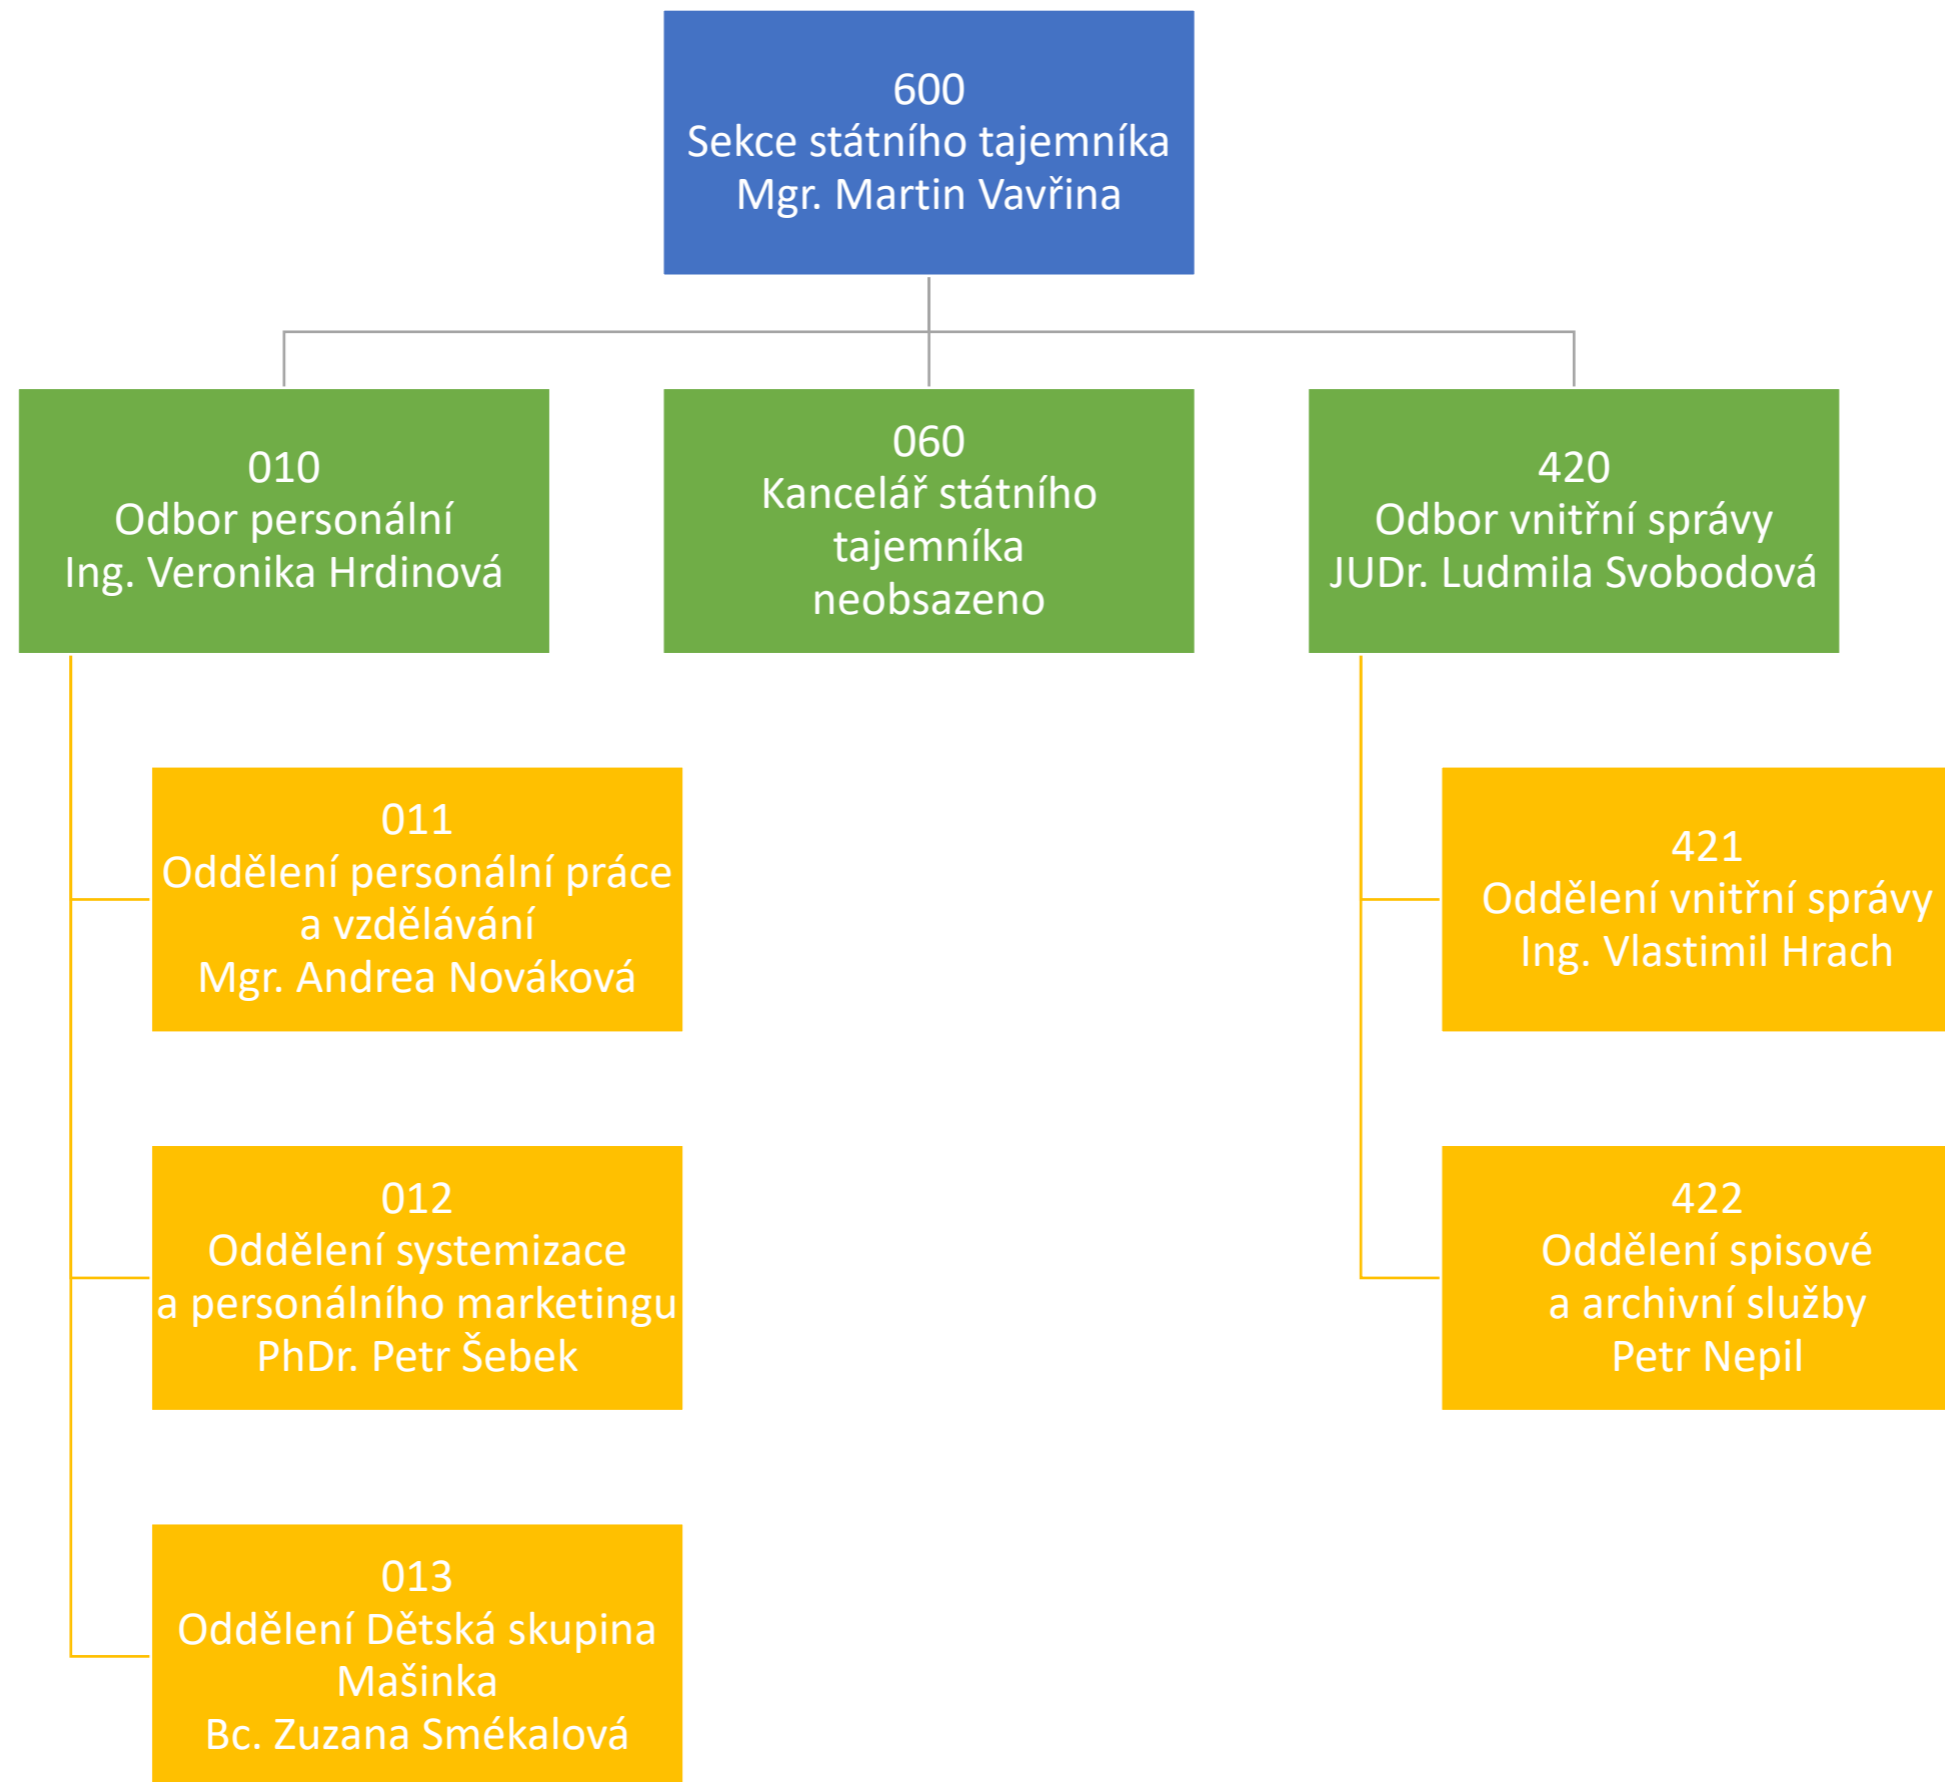 600
Sekce státního tajemníka
Mgr. Martin Vavřina
010
Odbor personální
Ing. Veronika Hrdinová
060
Kancelář státního
tajemníka
neobsazeno
420
Odbor vnitřní správy
JUDr. Ludmila Svobodová
011
Oddělení personální práce
a vzdělávání
Mgr. Andrea Nováková
421
Oddělení vnitřní správy
Ing. Vlastimil Hrach
012
Oddělení systemizace
a personálního marketingu
PhDr. Petr Šebek
422
Oddělení spisové
a archivní služby
Petr Nepil
013
Oddělení Dětská skupina
Mašinka
Bc. Zuzana Smékalová